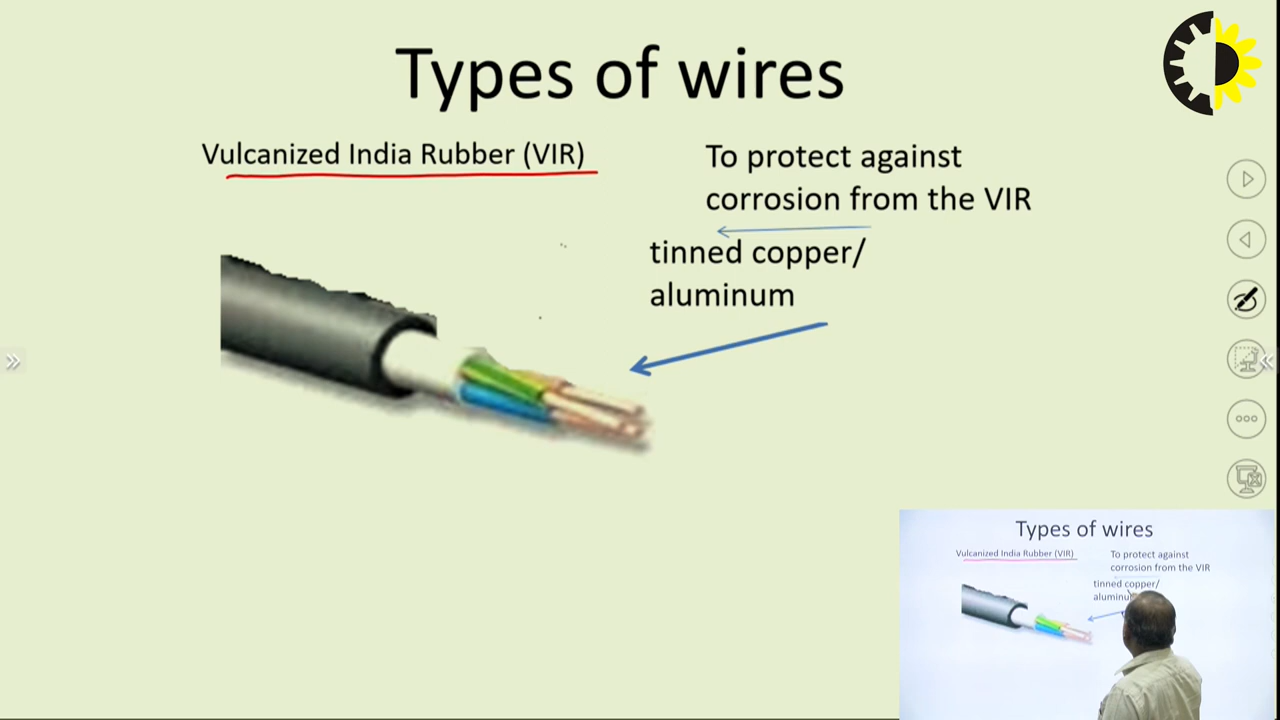 Types of wires
Vulcanized India Rubber (VIR)
To protect against
corrosion from the VIR
tinned copper/
aluminum
Types of wires
Vulcanized India Rubber (VIR)
To protect against
corrosion from the VIR
tinned copper/